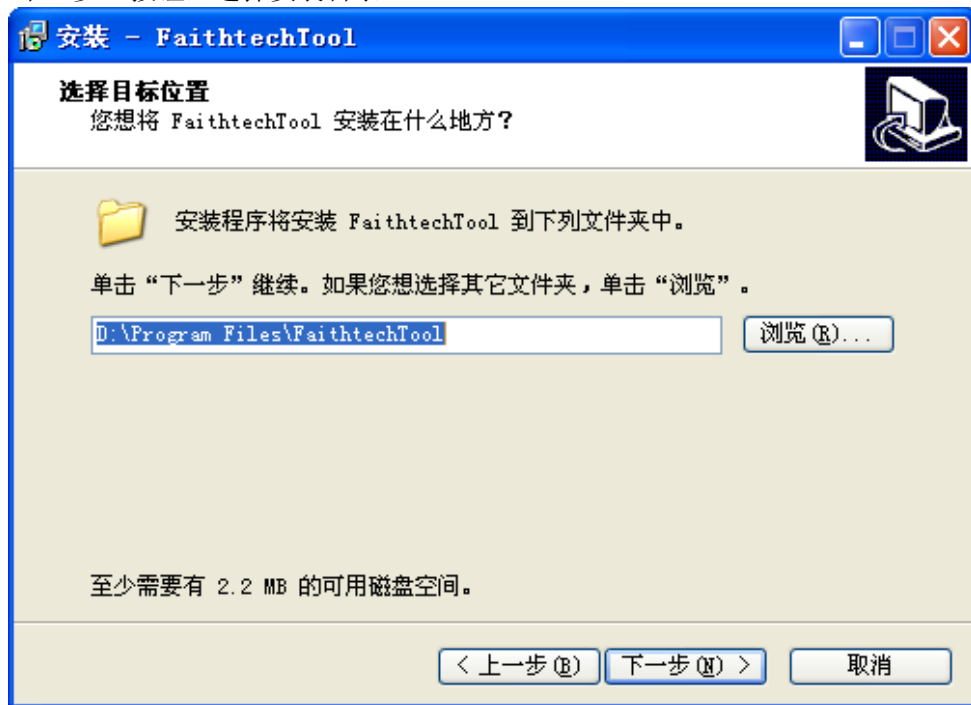 安装 - FaithtechTool
选择目标位置
您想将 FaithtechTool 安装在什么地方?
安装程序将安装 FaithtechTool 到下列文件夹中。
单击“下一步”继续。如果您想选择其它文件夹,单击“浏览”。
D:\Program Files\FaithtechTool
浏览(R)...
至少需要有 2.2 MB 的可用磁盘空间。
< 上一步(B)
下一步(N) >
取消